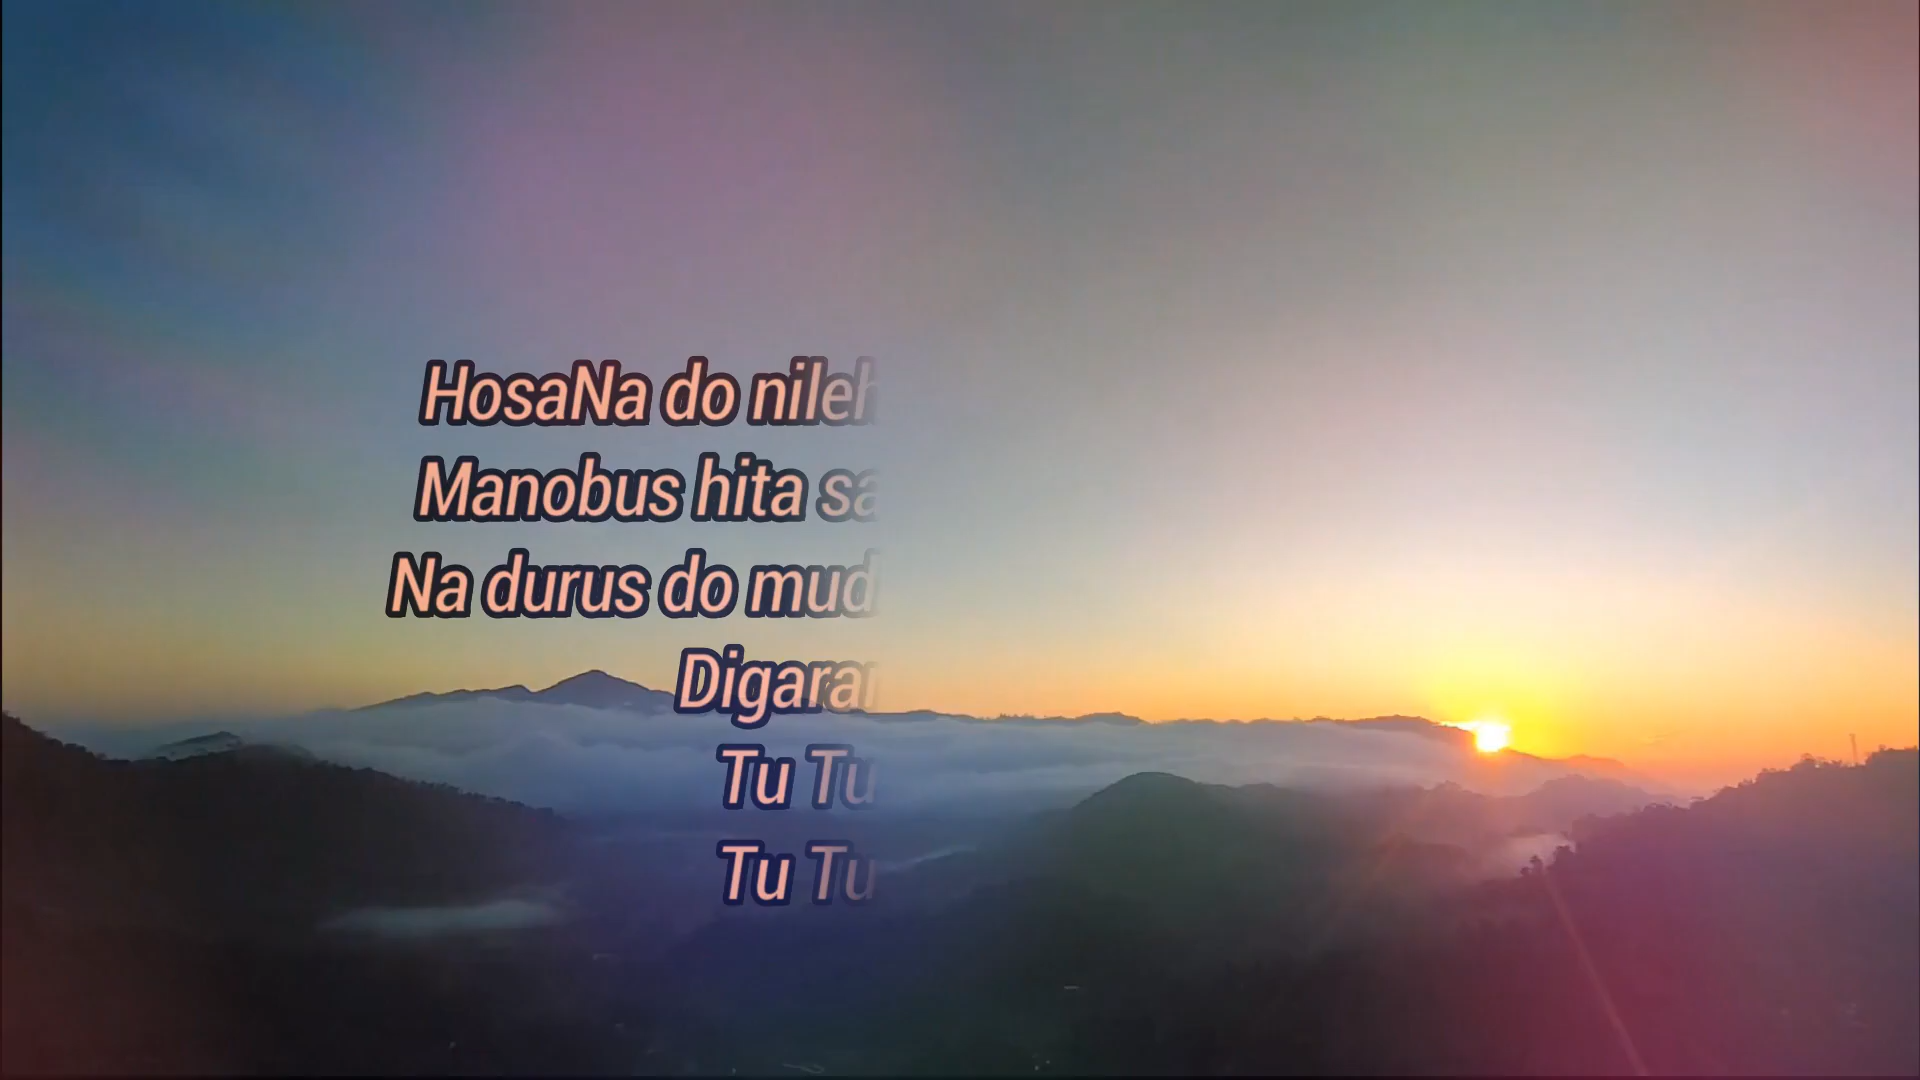 HosaNa do nileh
Manobus hita sa
Na durus do mud
Digara
Tu Tu
Tu Tu